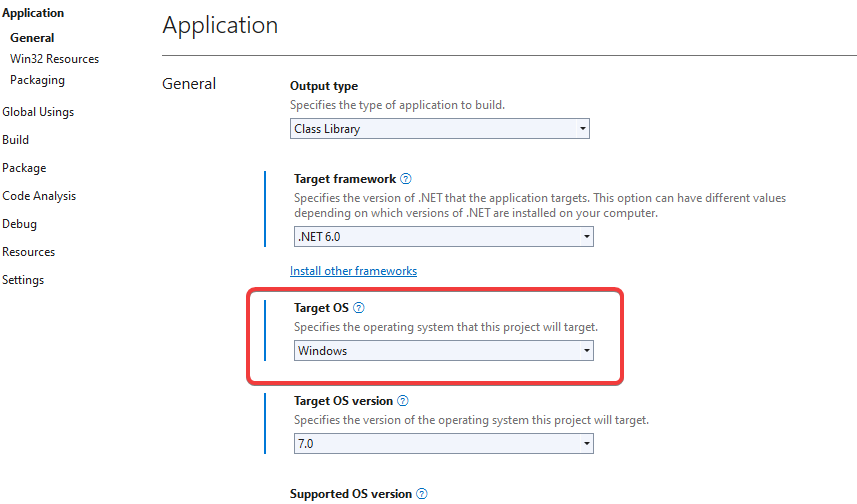 Application
General
Win32 Resources
Packaging
Global Usings
Build
Package
Code Analysis
Debug
Resources
Settings
Application
General
Output type
Specifies the type of application to build.
Class Library
Target framework ?
Specifies the version of .NET that the application targets. This option can have different values
depending on which versions of .NET are installed on your computer.
.NET 6.0
Install other frameworks
Target OS ?
Specifies the operating system that this project will target.
Windows
Target OS version ?
Specifies the version of the operating system this project will target.
7.0
Supported OS version ?